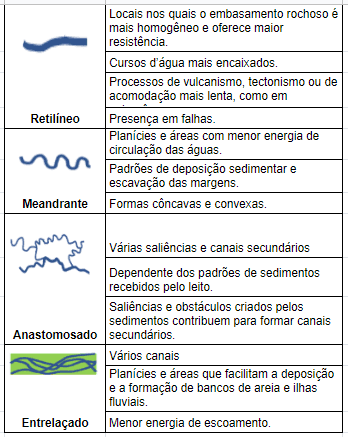 Locais nos quais o embasamento rochoso é
mais homogêneo e oferece maior
resistência.
Cursos d'água mais encaixados.
Processos de vulcanismo, tectonismo ou de
acomodação mais lenta, como em
Retilíneo
Presença em falhas.
Planícies e áreas com menor energia de
circulação das águas.
Padrões de deposição sedimentar e
escavação das margens.
Meandrante
Formas côncavas e convexas.
Várias saliências e canais secundários
Dependente dos padrões de sedimentos
recebidos pelo leito.
Saliências e obstáculos criados pelos
sedimentos contribuem para formar canais
secundários.
Anastomosado
Vários canais
Planícies e áreas que facilitam a deposição
e a formação de bancos de areia e ilhas
fluviais.
Entrelaçado
Menor energia de escoamento.